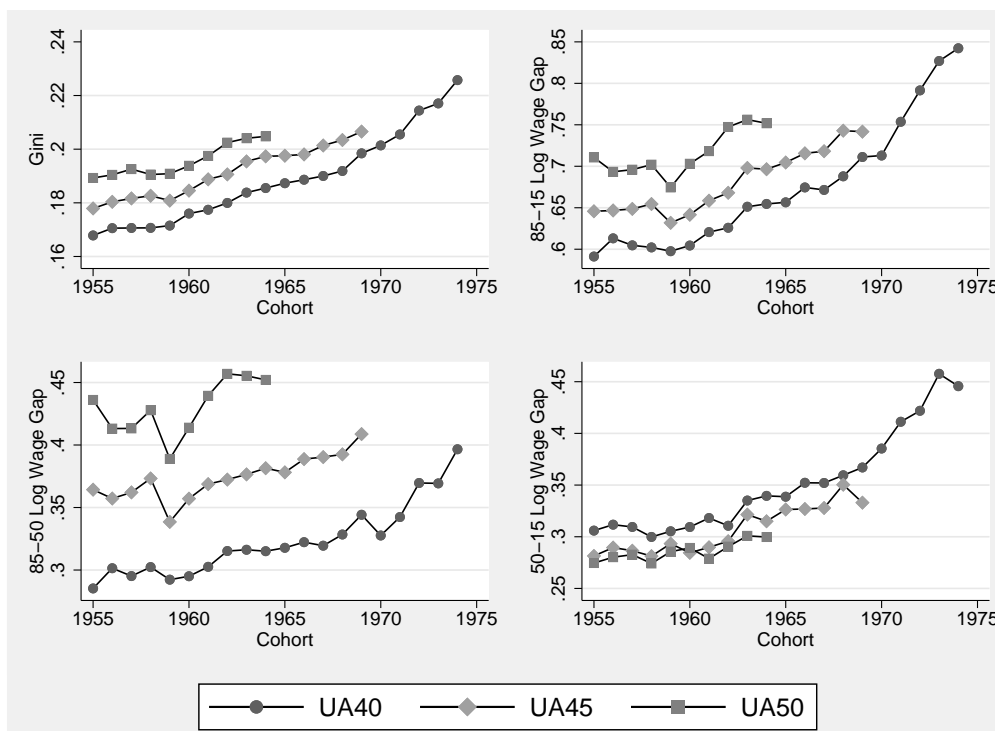 .24
.22
.2
.18
.16
Gini
1955 1960 1965 1970 1975
Cohort
.85
.8
.75
.7
.65
.6
85−15 Log Wage Gap
1955 1960 1965 1970 1975
Cohort
.45
.4
.35
.3
85−50 Log Wage Gap
1955 1960 1965 1970 1975
Cohort
.45
.4
.35
.3
.25
50−15 Log Wage Gap
1955 1960 1965 1970 1975
Cohort
UA40 UA45 UA50